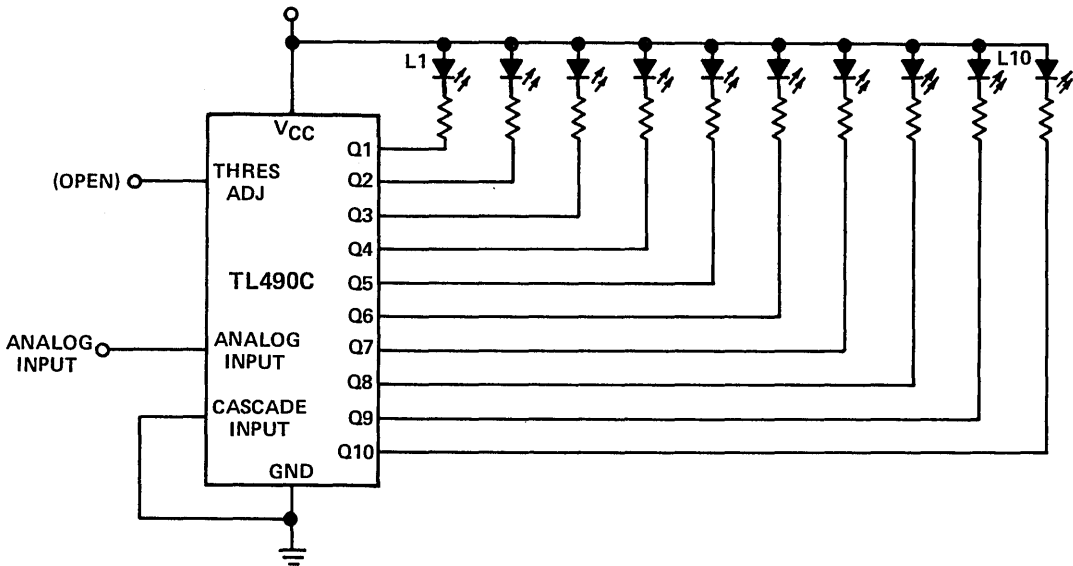 L1
L10
VCC
Q1
(OPEN)
THRES
ADJ
Q2
Q3
Q4
TL490C
Q5
Q6
ANALOG
INPUT
ANALOG
INPUT
Q7
Q8
CASCADE
INPUT
Q9
Q10
GND